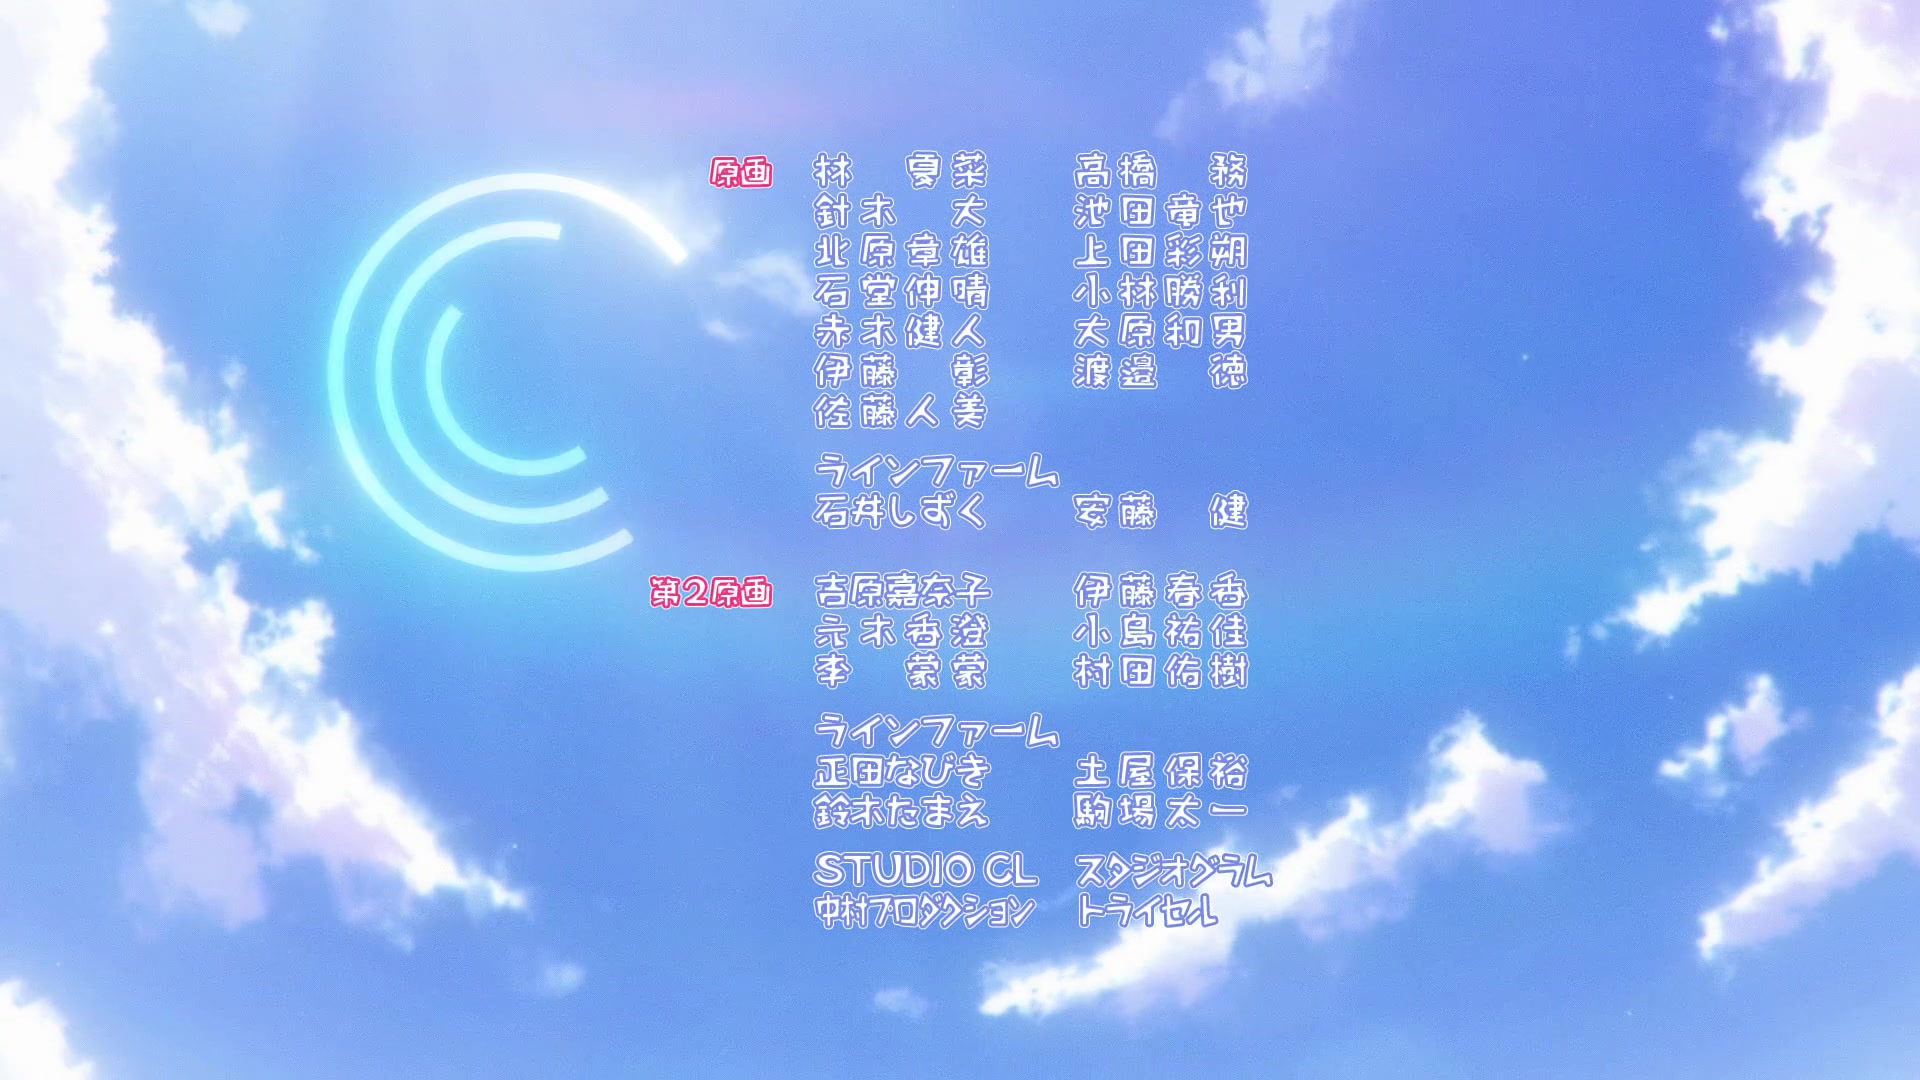 原画 林 夏菜 高橋 務
針木 大 池田竜也
北原章雄 上田彩朔
石堂伸晴 小林勝利
赤木健人 大原和男
伊藤 彰 渡邉 徳
佐藤人美
ラインファーム
石井しずく 安藤 健
第2原画 吉原嘉奈子 伊藤春香
元木香澄 小島祐佳
李 蒙蒙 村田佑樹
ラインファーム
正田なびき 土屋保裕
鈴木たまえ 駒場太一
STUDIO CL スタジオグラム
中村プロダクション トライセル